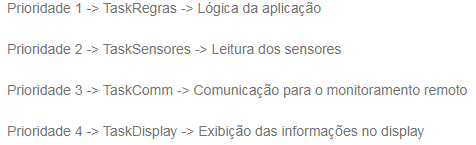 Prioridade 1 -> TaskRegras -> Lógica da aplicação
Prioridade 2 -> TaskSensores -> Leitura dos sensores
Prioridade 3 -> TaskComm -> Comunicação para o monitoramento remoto
Prioridade 4 -> TaskDisplay -> Exibição das informações no display